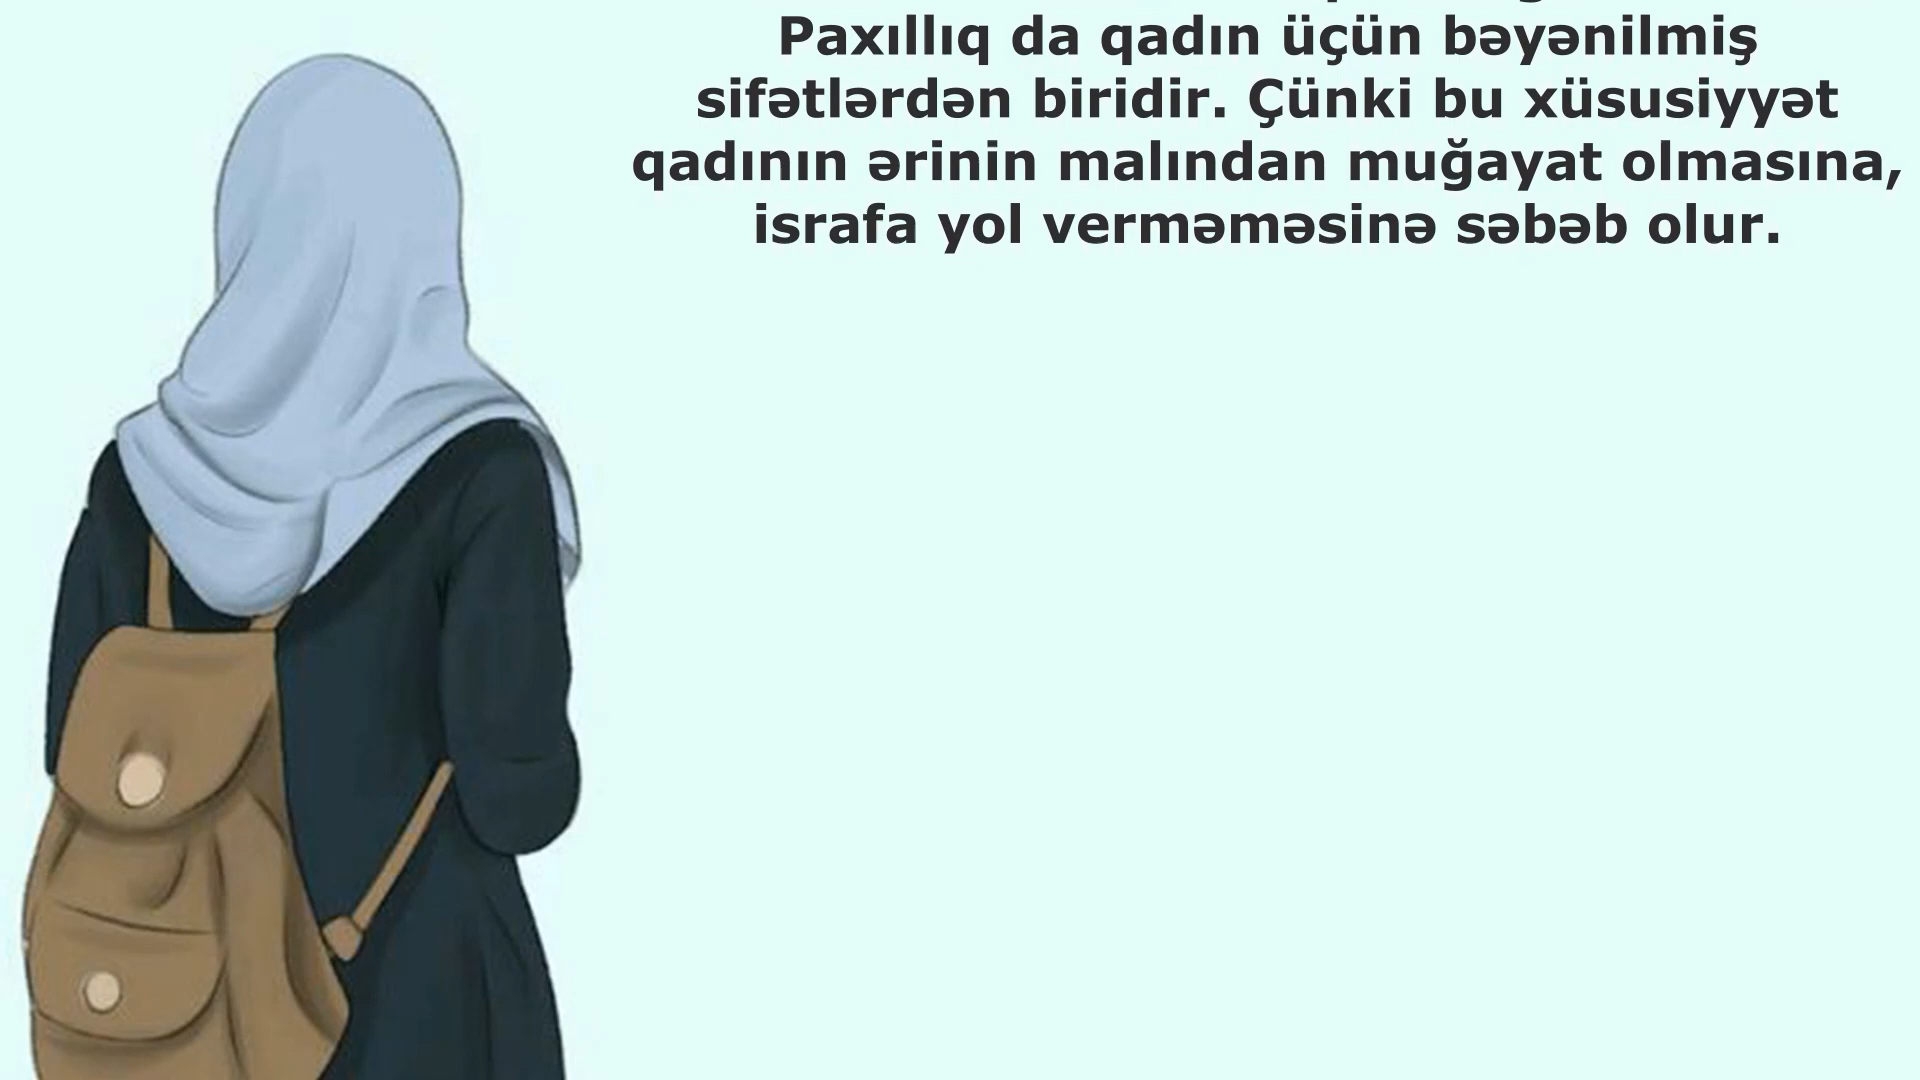 Paxıllıq da qadın üçün bəyənilmiş
sifətlərdən biridir. Çünki bu xüsusiyyət
qadının ərinin malından muğayat olmasına,
israfa yol verməməsinə səbəb olur.